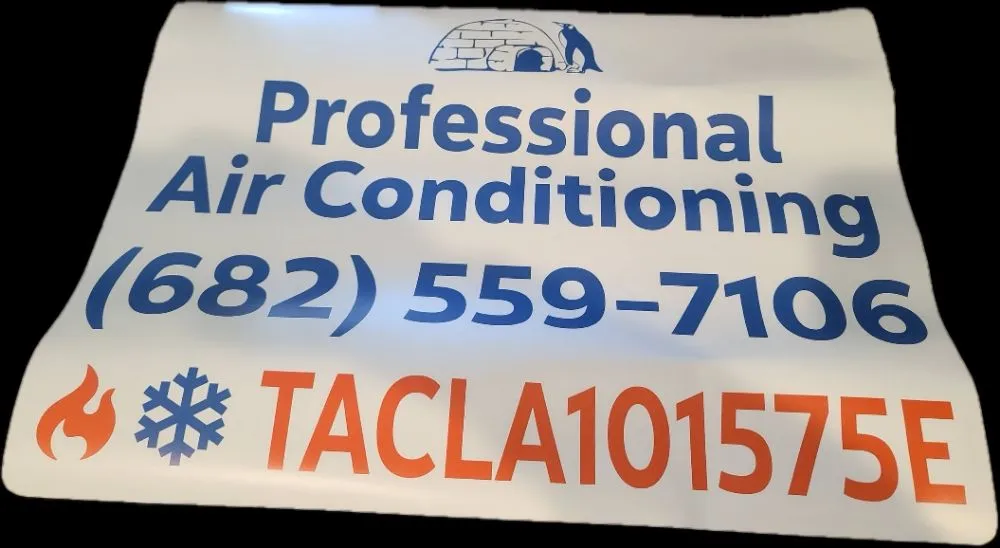 Professional
Air Conditioning
(682) 559-7106
TACLA101575E